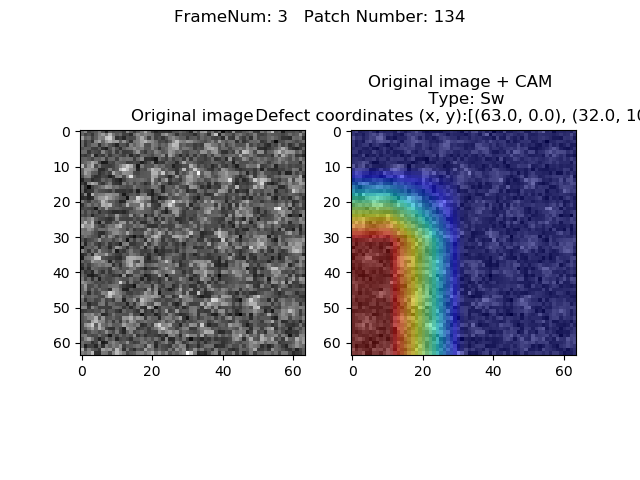 FrameNum: 3   Patch Number: 134
Original image + CAM
Type: Sw
Original image
Defect coordinates (x, y):[(63.0, 0.0), (32.0, 10
0
10
20
30
40
50
60
0 20 40 60
0
10
20
30
40
50
60
0 20 40 60